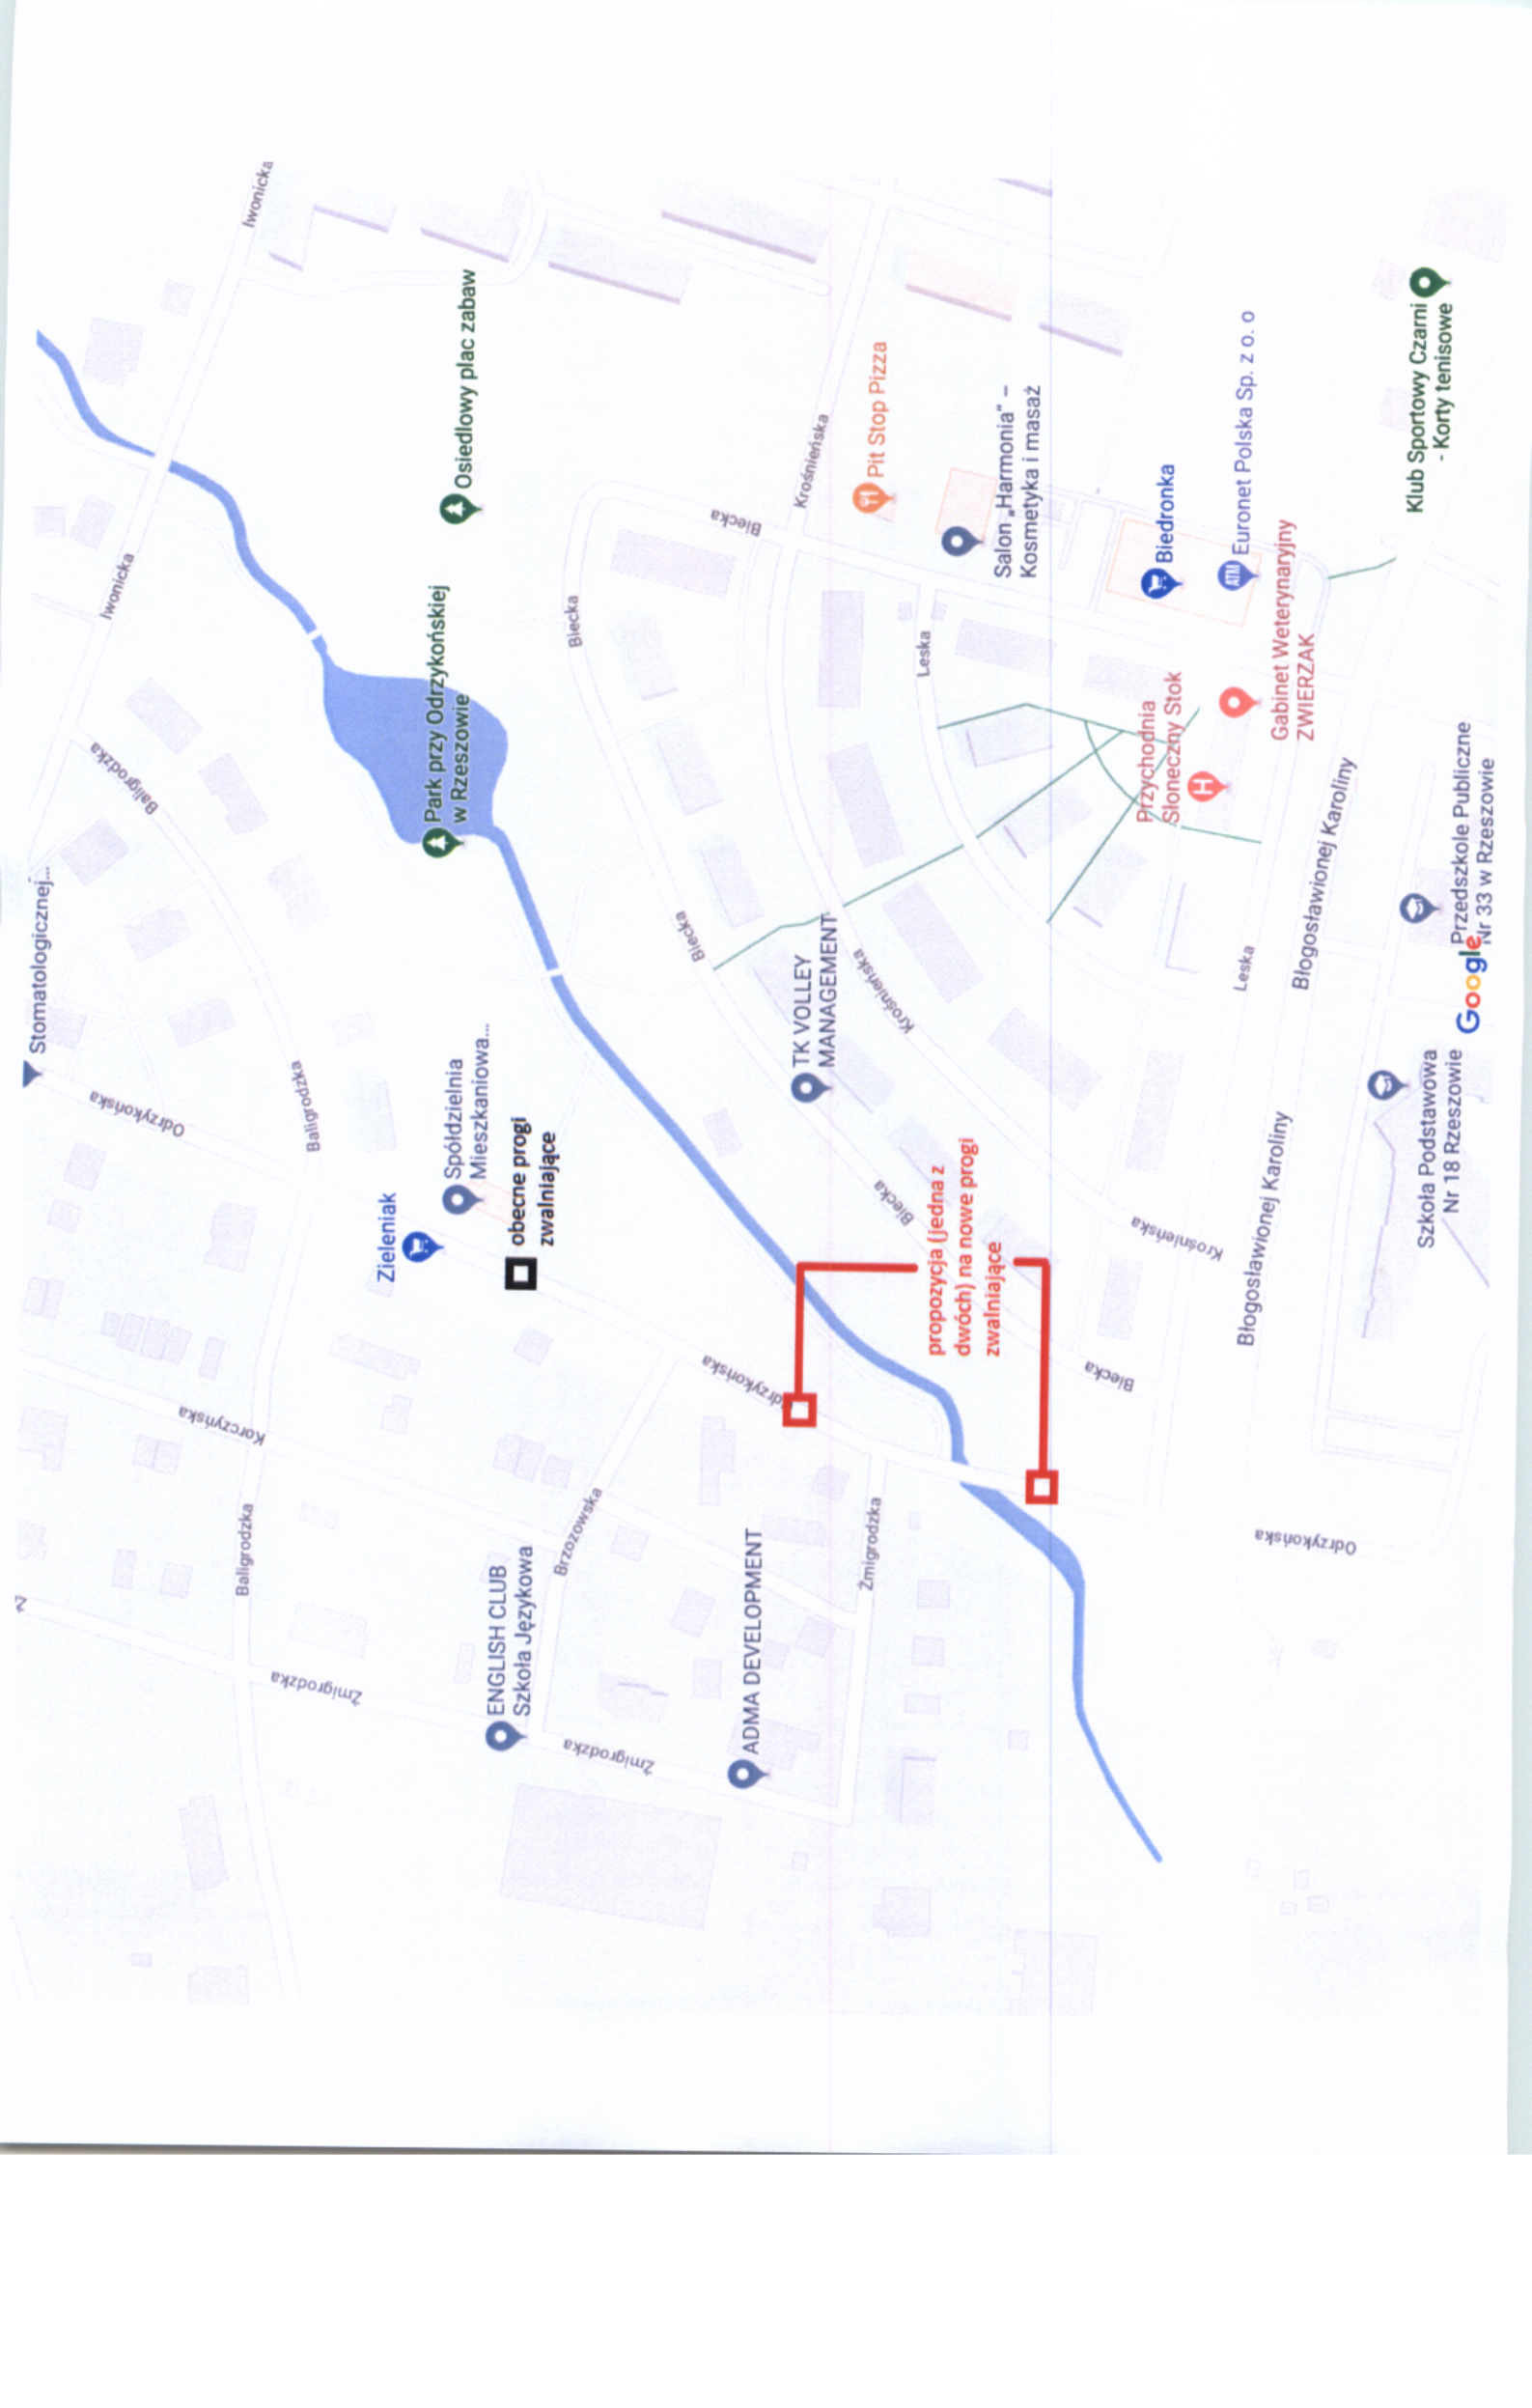 Stomatologicznej...
Iwonicka
Iwonicka
Baligrodzka
Odrzykońska
Baligrodzka
Korczyńska
Baligrodzka
Ż
Żmigrodzka
Osiedlowy plac zabaw
Park przy Odrzykońskiej
w Rzeszowie
Spółdzielnia
Mieszkaniowa...
Zieleniak
obecne progi
zwalniające
ENGLISH CLUB
Szkoła Językowa
Brzozowska
Żmigrodzka
Biecka
Biecka
Biecka
Krośnieńska
Pit Stop Pizza
Leska
Salon „Harmonia” –
Kosmetyka i masaż
TK VOLLEY
MANAGEMENT
Krośnieńska
Biecka
propozycja (jedna z
dwóch) na nowe progi
zwalniające
drzykońska
Żmigrodzka
ADMA DEVELOPMENT
Biedronka
ATM
Euronet Polska Sp. z o. o
Przychodnia
Słoneczny Stok
H
Gabinet Weterynaryjny
ZWIERZAK
Krośnieńska
Biecka
Leska
Błogosławionej Karoliny
Błogosławionej Karoliny
Odrzykońska
Klub Sportowy Czarni
- Korty tenisowe
Przedszkole Publiczne
Nr 33 w Rzeszowie
Google
Szkoła Podstawowa
Nr 18 Rzeszowie